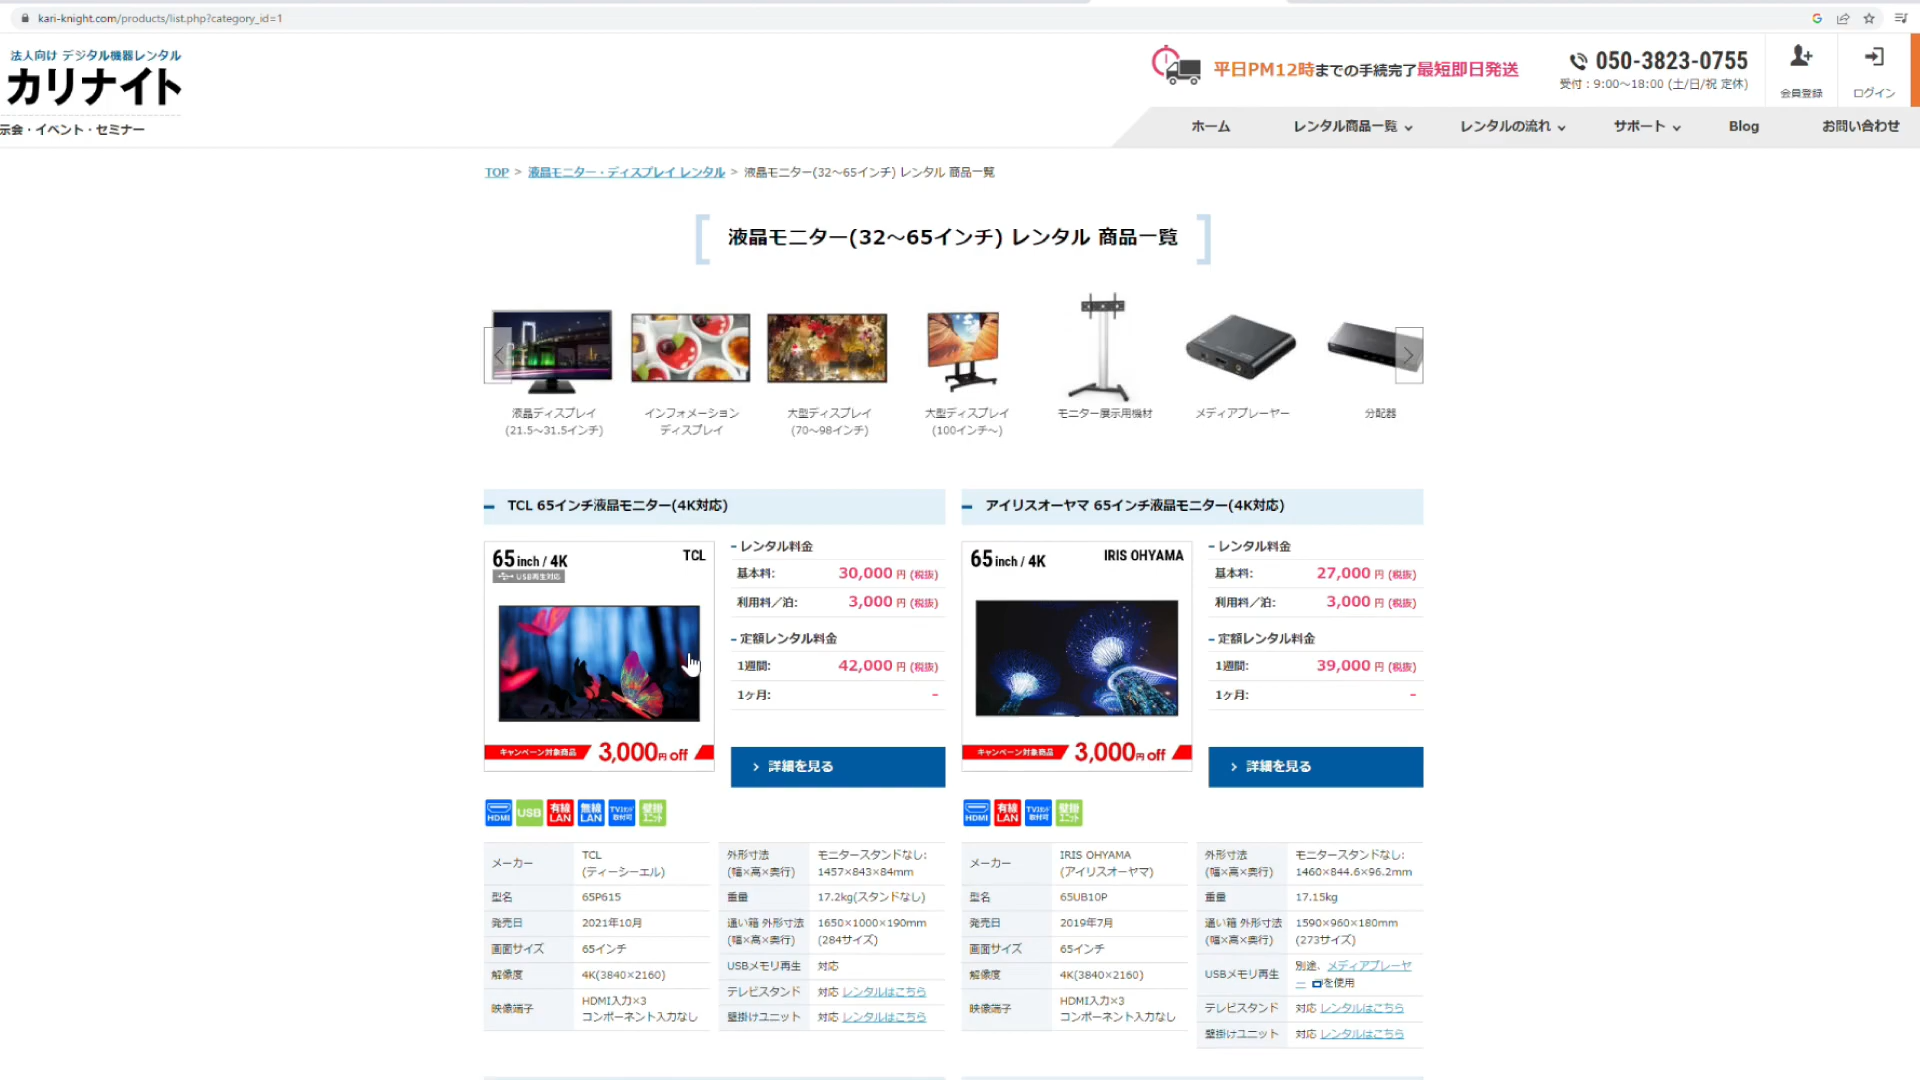 kari-knight.com/products/list.php?category_id=1
法人向け デジタル機器レンタル
カリナイト
示会・イベント・セミナー
平日PM12時までの手続完了最短即日発送
050-3823-0755
受付：9:00～18:00 (土/日/祝 定休)
会員登録
ログイン
ホーム
レンタル商品一覧
レンタルの流れ
サポート
Blog
お問い合わせ
TOP > 液晶モニター・ディスプレイ レンタル > 液晶モニター(32～65インチ) レンタル 商品一覧
液晶モニター(32～65インチ) レンタル 商品一覧
液晶ディスプレイ
(21.5～31.5インチ)
インフォメーション
ディスプレイ
大型ディスプレイ
(70～98インチ)
大型ディスプレイ
(100インチ～)
モニター展示用機材
メディアプレーヤー
分配器
TCL 65インチ液晶モニター(4K対応)
65inch / 4K
TCL
USB再生対応
キャンペーン対象商品 3,000円off
レンタル料金
基本料: 30,000 円 (税抜)
利用料／泊: 3,000 円 (税抜)
定額レンタル料金
1週間: 42,000 円 (税抜)
1ヶ月: -
詳細を見る
HDMI
USB
有線
LAN
無線
LAN
TVｽﾀﾝﾄﾞ
取付可
壁掛
ユニット
メーカー
TCL
(ティーシーエル)
型名 65P615
発売日 2021年10月
画面サイズ 65インチ
解像度 4K(3840×2160)
映像端子
HDMI入力×3
コンポーネント入力なし
外形寸法
(幅×高×奥行)
モニタースタンドなし:
1457×843×84mm
重量 17.2kg(スタンドなし)
通い箱 外形寸法
(幅×高×奥行)
1650×1000×190mm
(284サイズ)
USBメモリ再生 対応
テレビスタンド 対応 レンタルはこちら
壁掛けユニット 対応 レンタルはこちら
アイリスオーヤマ 65インチ液晶モニター(4K対応)
65inch / 4K
IRIS OHYAMA
キャンペーン対象商品 3,000円off
レンタル料金
基本料: 27,000 円 (税抜)
利用料／泊: 3,000 円 (税抜)
定額レンタル料金
1週間: 39,000 円 (税抜)
1ヶ月: -
詳細を見る
HDMI
有線
LAN
TVｽﾀﾝﾄﾞ
取付可
壁掛
ユニット
メーカー
IRIS OHYAMA
(アイリスオーヤマ)
型名 65UB10P
発売日 2019年7月
画面サイズ 65インチ
解像度 4K(3840×2160)
映像端子
HDMI入力×3
コンポーネント入力なし
外形寸法
(幅×高×奥行)
モニタースタンドなし:
1460×844.6×96.2mm
重量 17.15kg
通い箱 外形寸法
(幅×高×奥行)
1590×960×180mm
(273サイズ)
USBメモリ再生
別途、メディアプレーヤ
ー を使用
テレビスタンド 対応 レンタルはこちら
壁掛けユニット 対応 レンタルはこちら